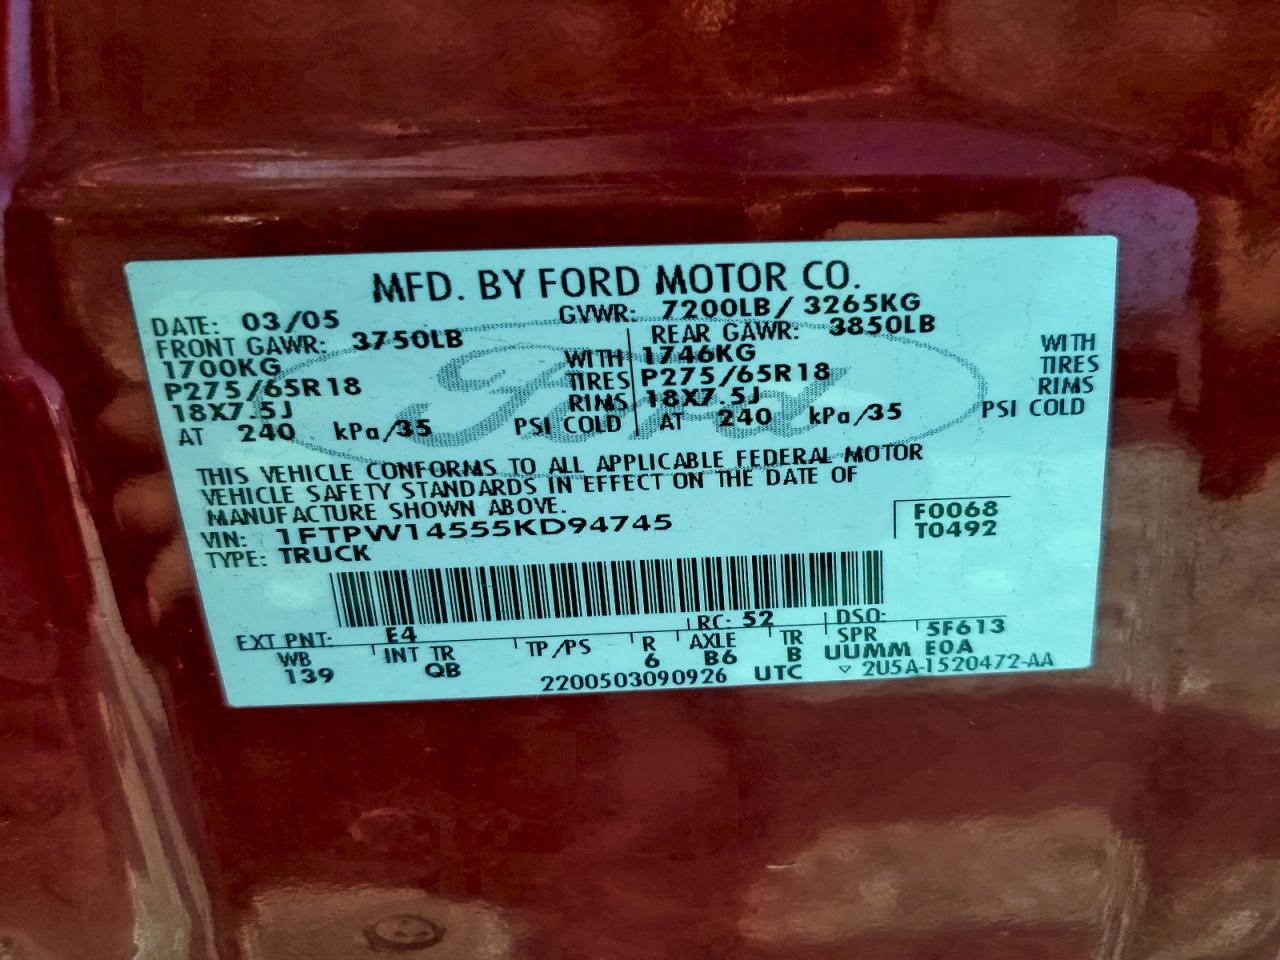 MFD. BY FORD MOTOR CO.
DATE: 03/05 GVWR: 7200LB/ 3265KG
FRONT GAWR: 3750LB REAR GAWR: 3850LB
1700KG WITH 1746KG WITH
P275/65R18 TIRES P275/65R18 TIRES
18X7.5J RIMS 18X7.5J RIMS
AT 240 kPa/35 PSI COLD AT 240 kPa/35 PSI COLD
Ford
THIS VEHICLE CONFORMS TO ALL APPLICABLE FEDERAL MOTOR
VEHICLE SAFETY STANDARDS IN EFFECT ON THE DATE OF
MANUFACTURE SHOWN ABOVE.
VIN: 1FTPW14555KD94745 F0068
TYPE: TRUCK T0492
EXT PNT: E4 RC: 52 DSO:
WB INT TR TP/PS R AXLE TR SPR 5F613
139 QB 6 B6 B UUMM E0A
2200503090926 UTC ▽ 2U5A-1520472-AA